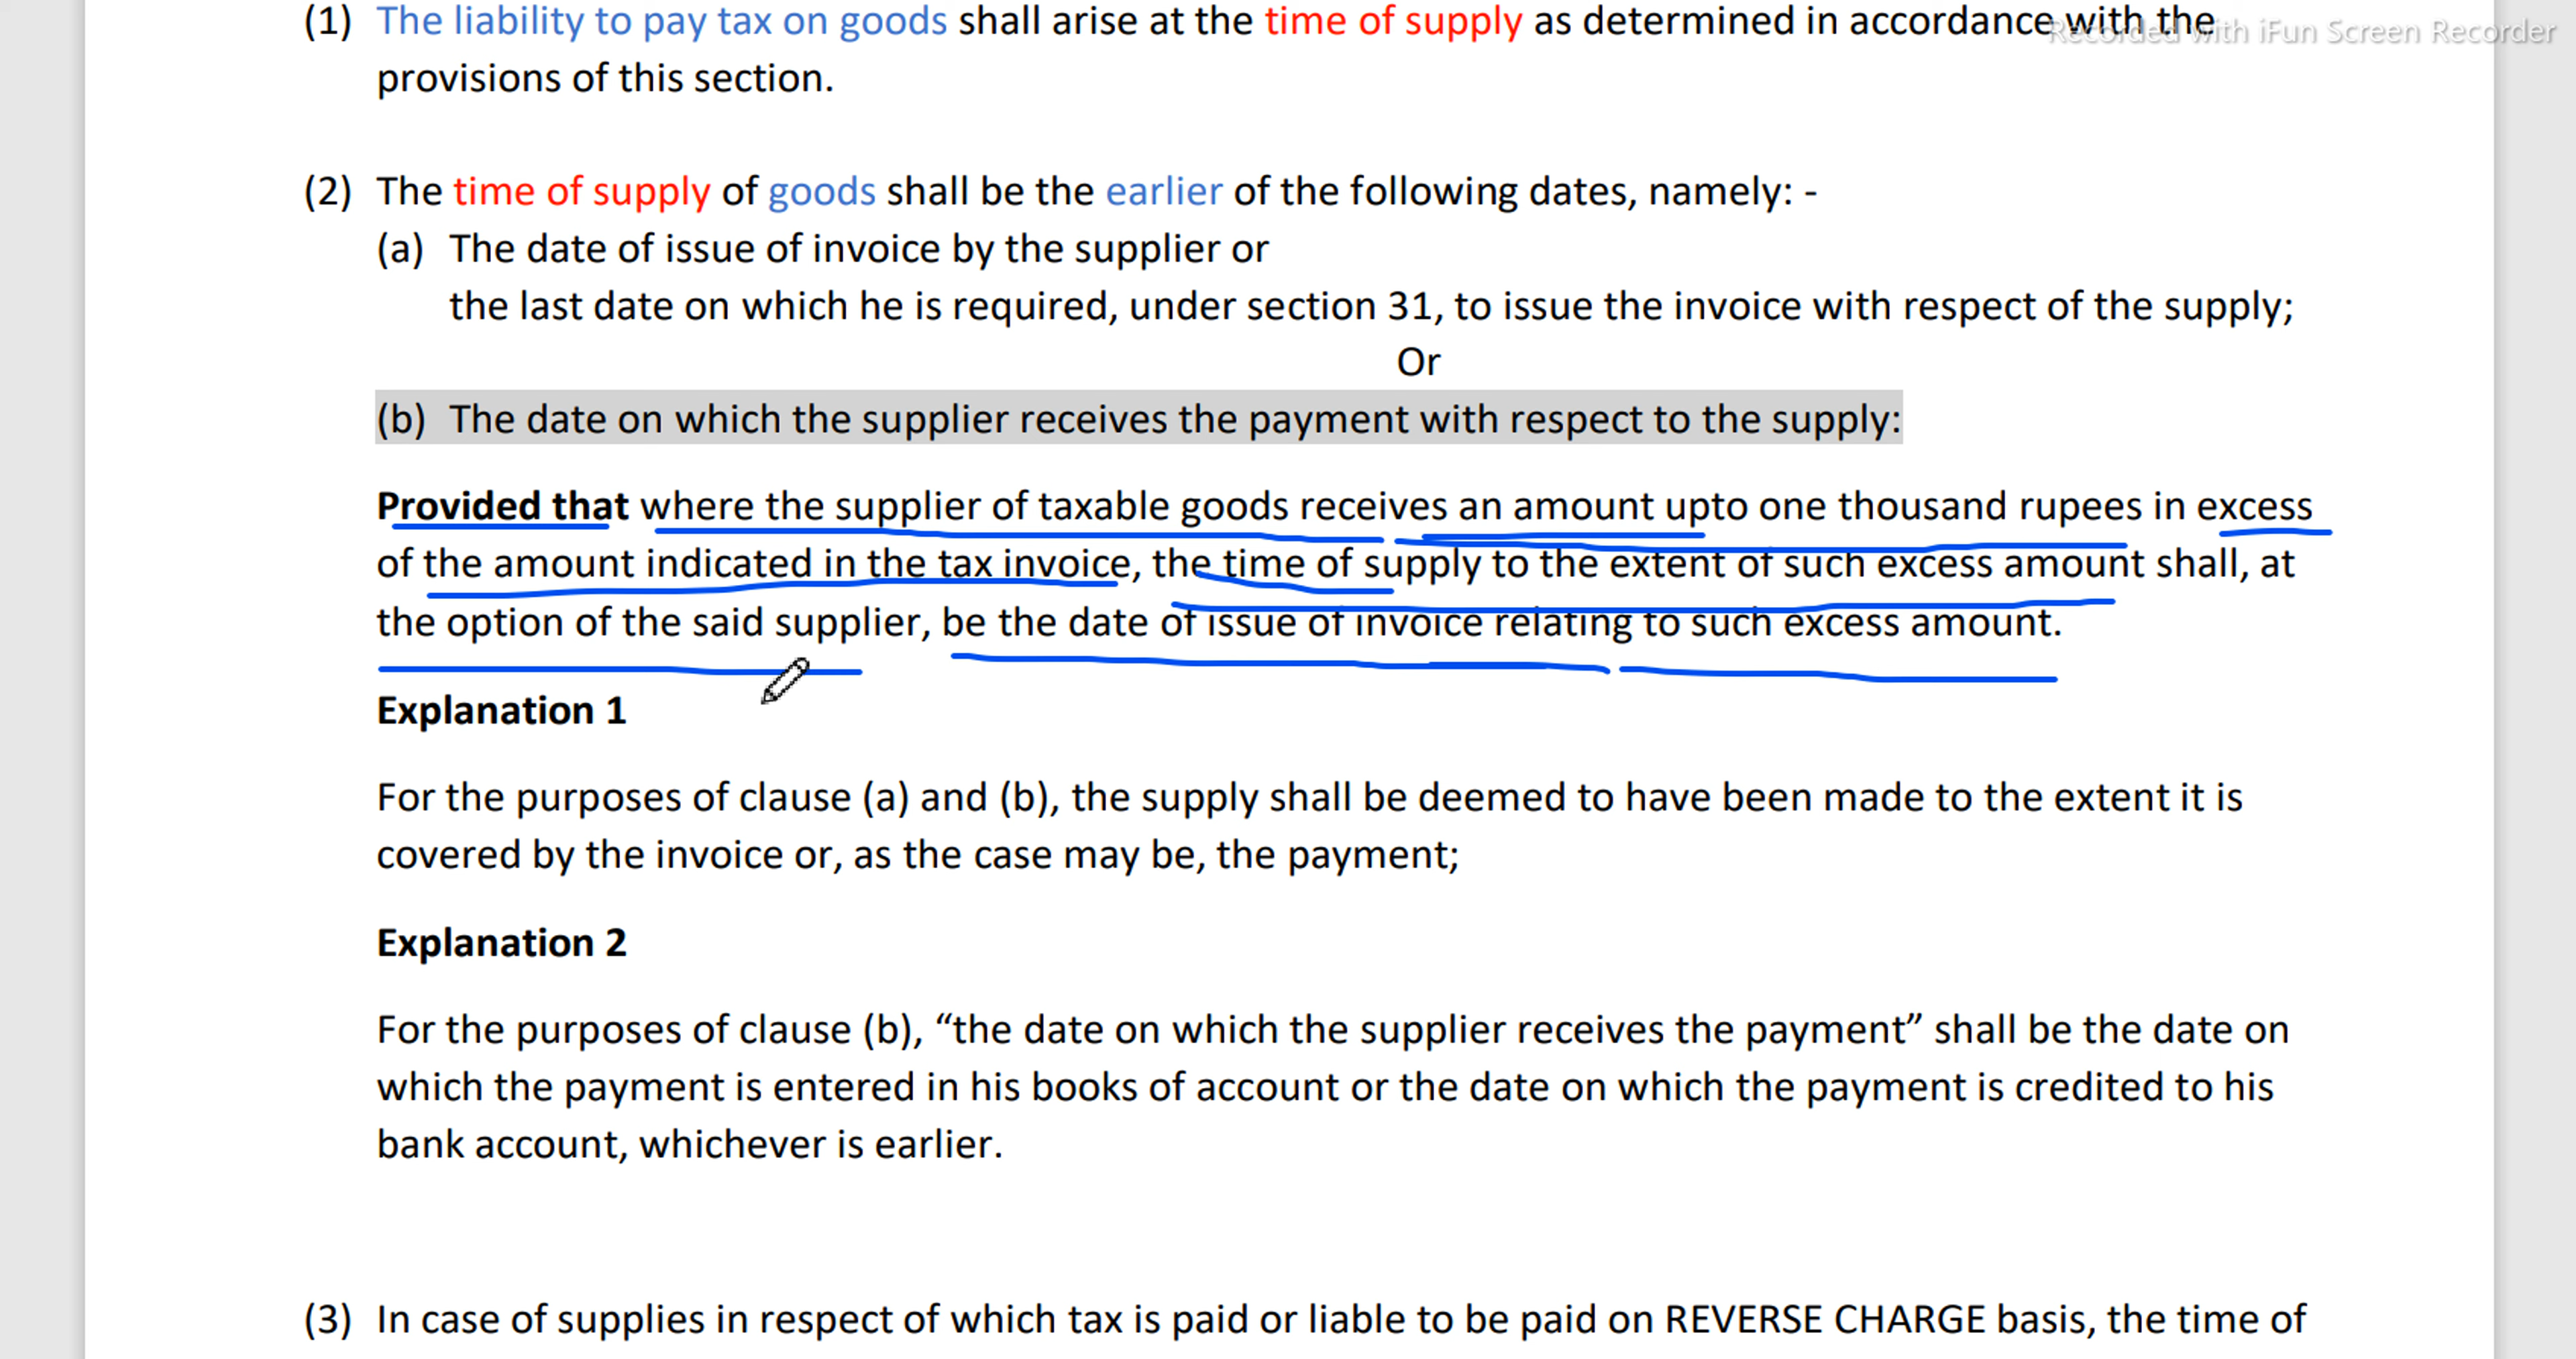 (1) The liability to pay tax on goods shall arise at the time of supply as determined in accordance with the
Recorded with iFun Screen Recorder
provisions of this section.
(2) The time of supply of goods shall be the earlier of the following dates, namely: -
(a) The date of issue of invoice by the supplier or
the last date on which he is required, under section 31, to issue the invoice with respect of the supply;
Or
(b) The date on which the supplier receives the payment with respect to the supply:
Provided that where the supplier of taxable goods receives an amount upto one thousand rupees in excess
of the amount indicated in the tax invoice, the time of supply to the extent of such excess amount shall, at
the option of the said supplier, be the date of issue of invoice relating to such excess amount.
Explanation 1
For the purposes of clause (a) and (b), the supply shall be deemed to have been made to the extent it is
covered by the invoice or, as the case may be, the payment;
Explanation 2
For the purposes of clause (b), “the date on which the supplier receives the payment” shall be the date on
which the payment is entered in his books of account or the date on which the payment is credited to his
bank account, whichever is earlier.
(3) In case of supplies in respect of which tax is paid or liable to be paid on REVERSE CHARGE basis, the time of